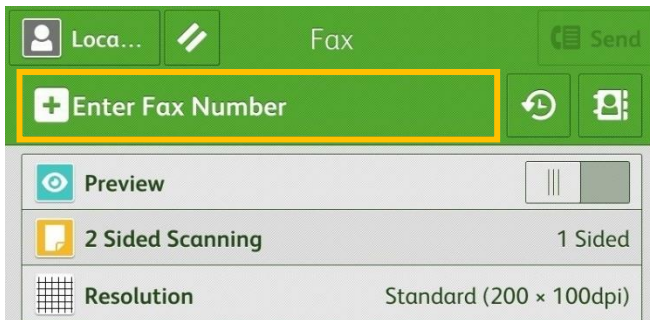 Loca... Fax Send
Enter Fax Number
Preview
2 Sided Scanning 1 Sided
Resolution Standard (200 × 100dpi)